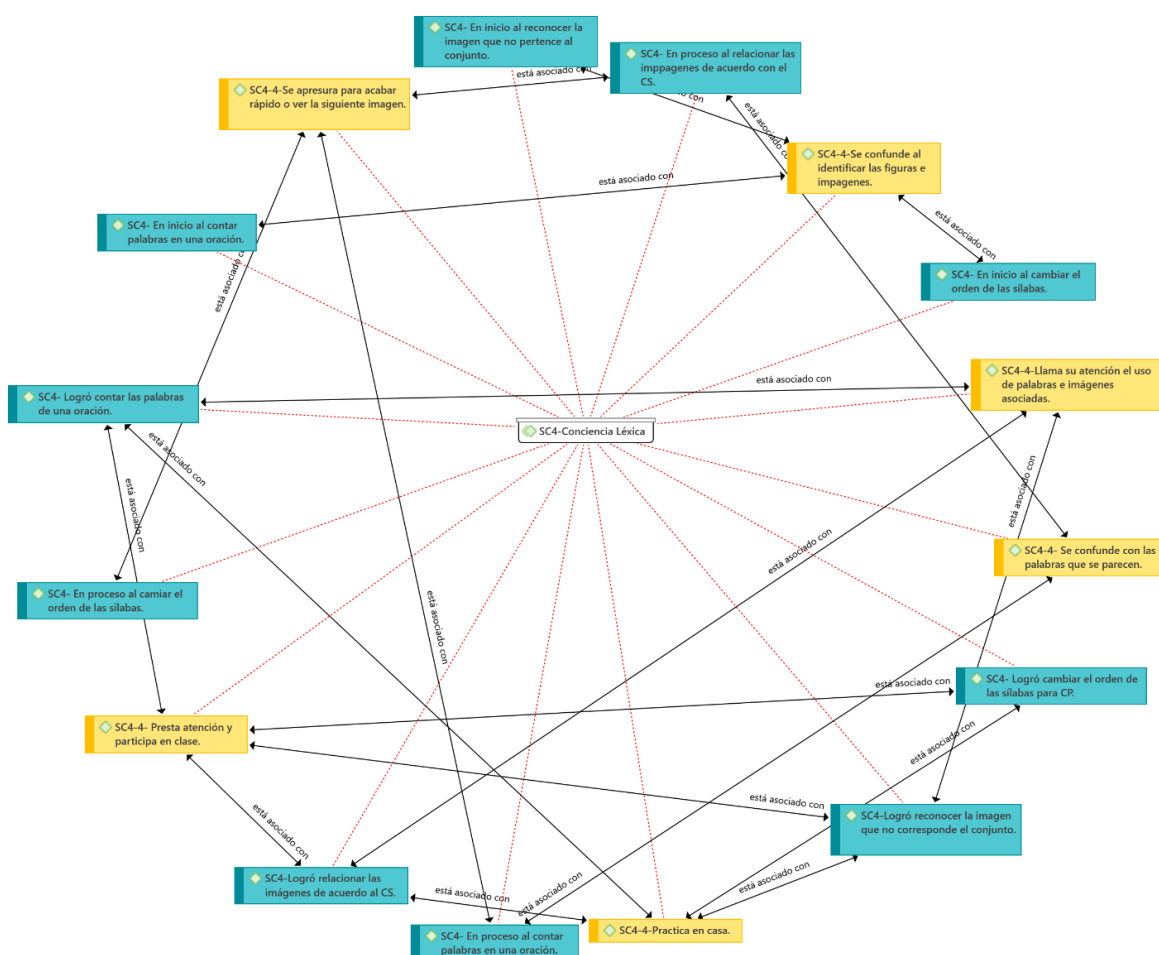 SC4- En inicio al reconocer la
imagen que no pertence al
conjunto.
SC4- En proceso al relacionar las
imppagenes de acuerdo con el
CS.
está asociado con
SC4-4-Se apresura para acabar
rápido o ver la siguiente imagen.
está asociado con
SC4-4-Se confunde al
identificar las figuras e
impagenes.
está asociado con
SC4- En inicio al contar
palabras en una oración.
está asociado con
está asociado con
SC4- En inicio al cambiar el
orden de las sílabas.
está asociado con
SC4-4-Llama su atención el uso
de palabras e imágenes
asociadas.
está asociado con
SC4- Logró contar las palabras
de una oración.
SC4-Conciencia Léxica
está asociado con
está asociado con
está asociado con
está asociado con
SC4-4- Se confunde con las
palabras que se parecen.
SC4- En proceso al camiar el
orden de las sílabas.
está asociado con
SC4- Logró cambiar el orden de
las sílabas para CP.
está asociado con
SC4-4- Presta atención y
participa en clase.
está asociado con
está asociado con
SC4-Logró reconocer la imagen
que no corresponde el conjunto.
está asociado con
SC4-Logró relacionar las
imágenes de acuerdo al CS.
está asociado con
está asociado con
está asociado con
SC4- En proceso al contar
palabras en una oración.
SC4-4-Practica en casa.